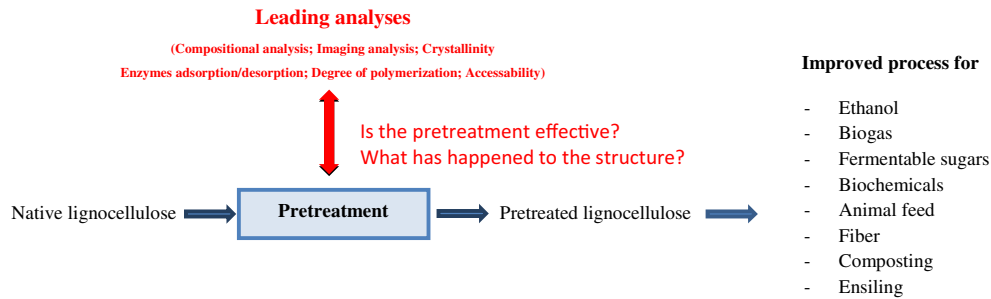 Leading analyses
(Compositional analysis; Imaging analysis; Crystallinity
Enzymes adsorption/desorption; Degree of polymerization; Accessability)
Is the pretreatment effective?
What has happened to the structure?
Native lignocellulose
Pretreatment
Pretreated lignocellulose
Improved process for
- Ethanol
- Biogas
- Fermentable sugars
- Biochemicals
- Animal feed
- Fiber
- Composting
- Ensiling